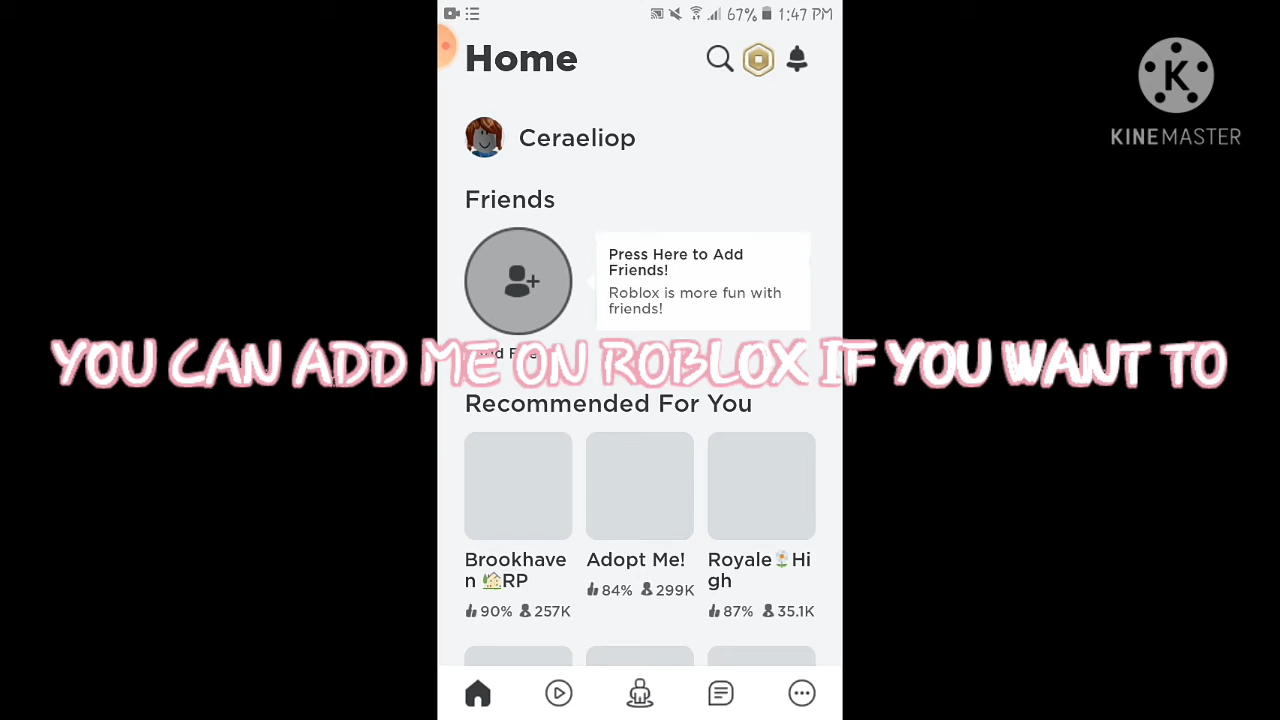 67% 1:47 PM
Home
KINEMASTER
Ceraeliop
Friends
Press Here to Add
Friends!
Roblox is more fun with
friends!
YOU CAN ADD ME ON ROBLOX IF YOU WANT TO
Recommended For You
Brookhave
n 🏡RP
90% 257K
Adopt Me!
84% 299K
Royale🌼Hi
gh
87% 35.1K